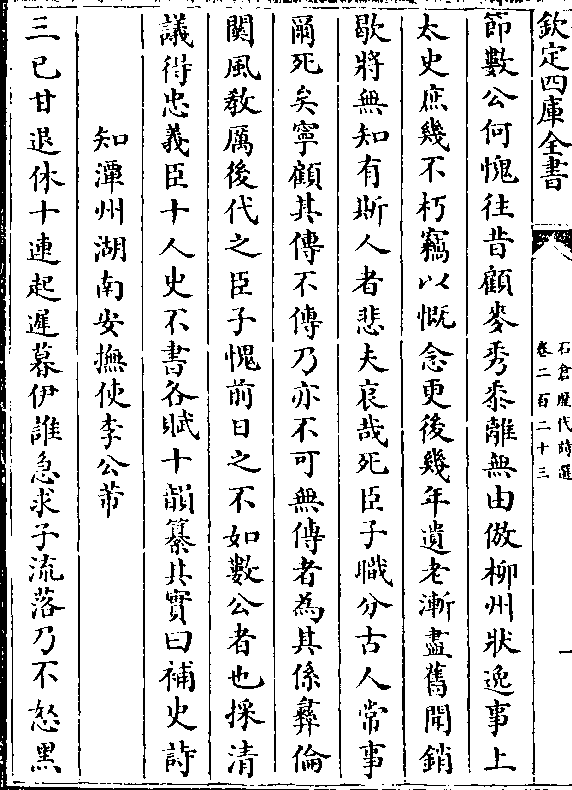 欽定四庫全書
石倉歷代詩選
卷二百二十三
一
節數公何愧往昔顧麥秀黍離無由倣柳州狀逸事上
太史庶幾不朽竊以慨念更後幾年遺老漸盡舊聞銷
歇將無知有斯人者悲夫哀哉死臣子職分古人常事
爾死矣寧顧其傳不傳乃亦不可無傳者為其係彝倫
闗風教厲後代之臣子愧前日之不如數公者也採清
議得忠義臣十人史不書各賦十韻纂其實曰補史詩
知潭州湖南安撫使李公芾
三已甘退休十連起遲暮伊誰急求子流落乃不怒黑